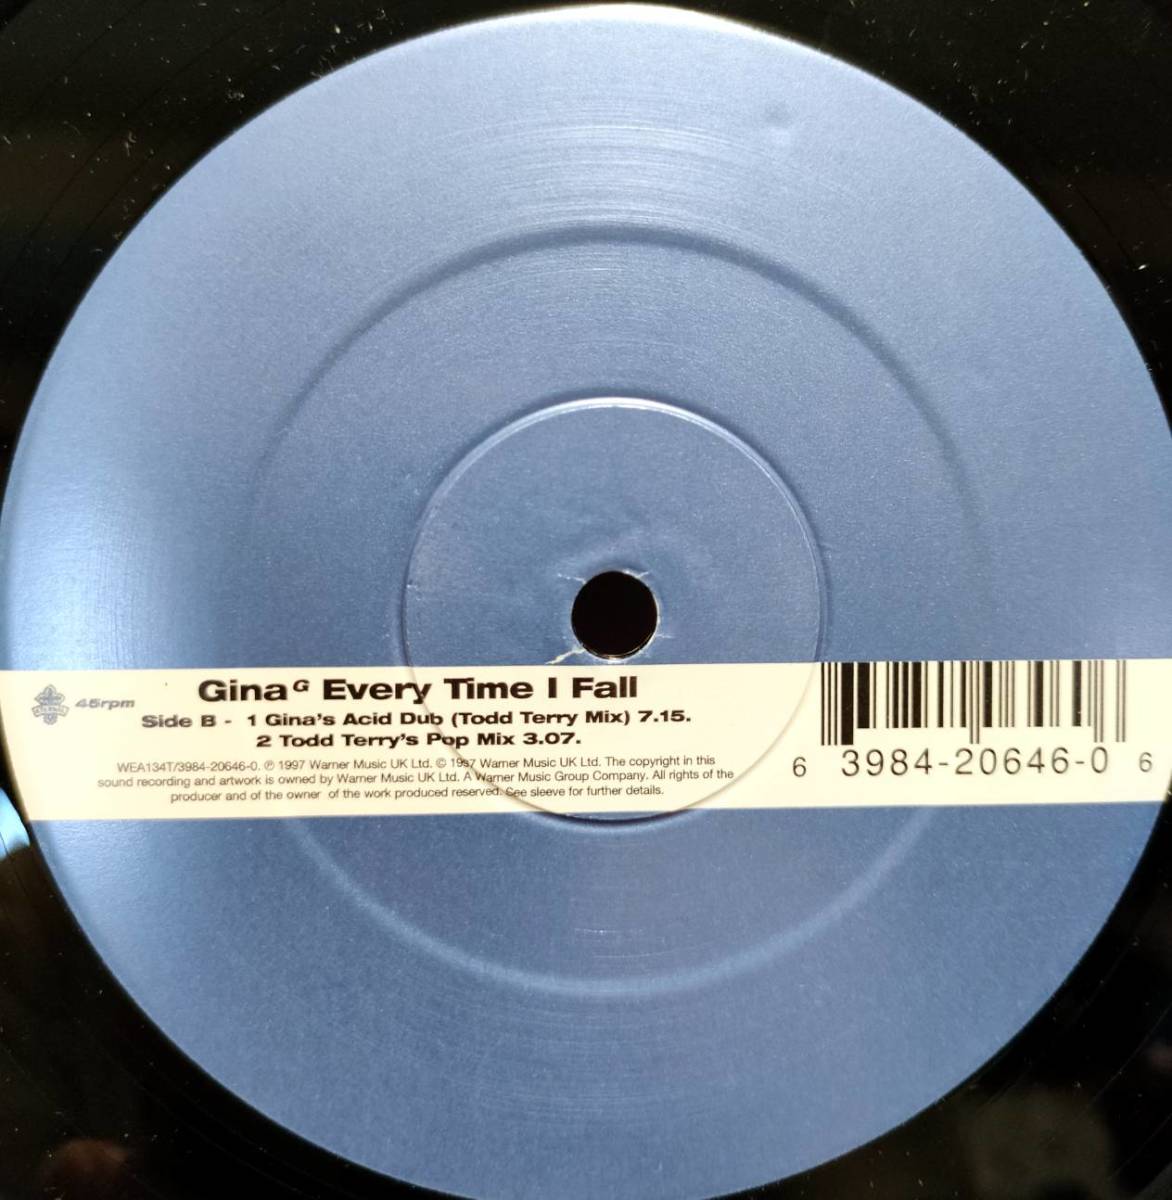 Gina G Every Time I Fall
ETERNAL 45rpm
Side B - 1 Gina's Acid Dub (Todd Terry Mix) 7.15.
2 Todd Terry's Pop Mix 3.07.
WEA134T/3984-20646-0. ℗ 1997 Warner Music UK Ltd. © 1997 Warner Music UK Ltd. The copyright in this
sound recording and artwork is owned by Warner Music UK Ltd. A Warner Music Group Company. All rights of the
producer and of the owner of the work produced reserved. See sleeve for further details.
6 3984-20646-0 6